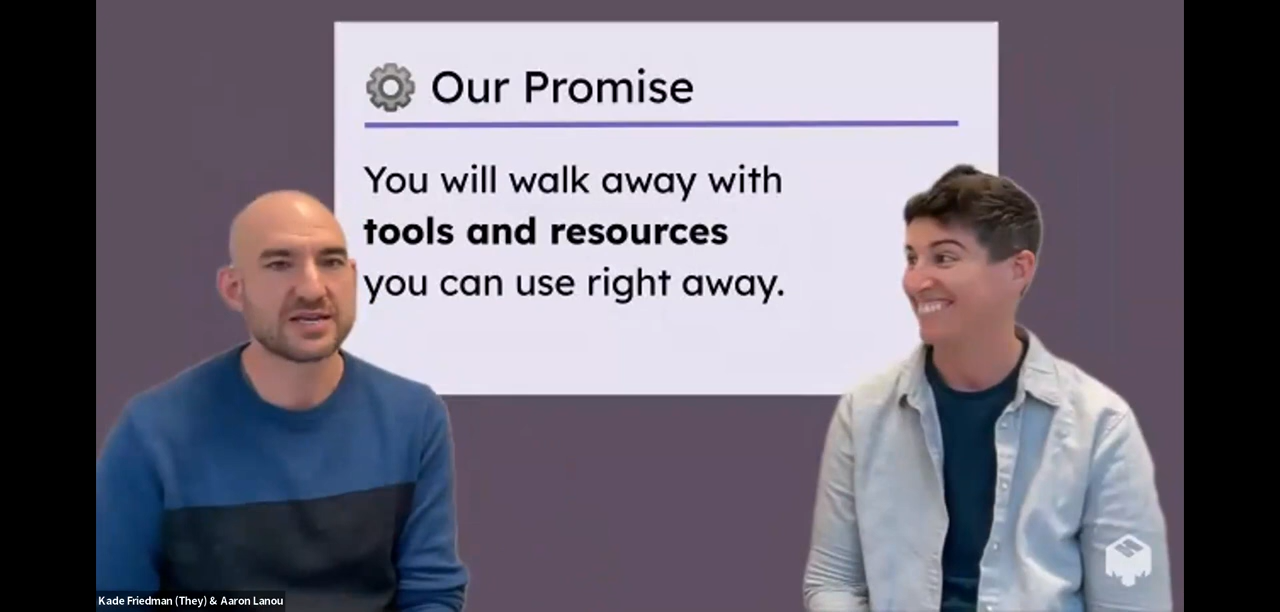 Our Promise
You will walk away with
tools and resources
you can use right away.
Kade Friedman (They) & Aaron Lanou